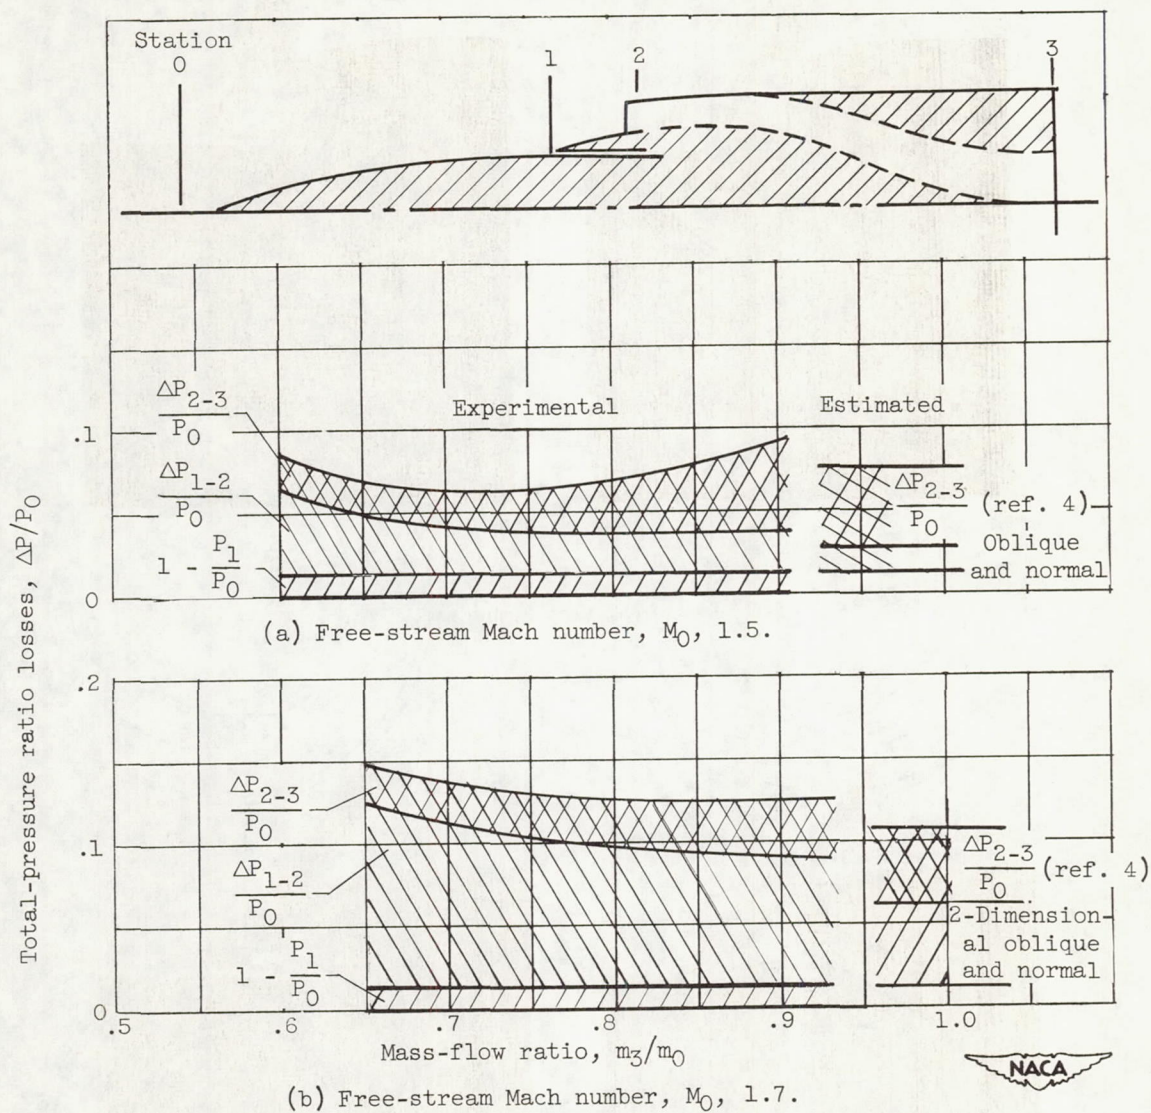 Station
0
1
2
3
Total-pressure ratio losses, ΔP/P₀
Experimental
Estimated
.1
0
ΔP₂₋₃
P₀
ΔP₁₋₂
P₀
1 - P₁
P₀
ΔP₂₋₃
P₀
(ref. 4)
Oblique
and normal
(a) Free-stream Mach number, M₀, 1.5.
.2
.1
0
ΔP₂₋₃
P₀
ΔP₁₋₂
P₀
1 - P₁
P₀
ΔP₂₋₃
P₀
(ref. 4)
2-Dimension-
al oblique
and normal
.5 .6 .7 .8 .9 1.0
Mass-flow ratio, m₃/m₀
NACA
(b) Free-stream Mach number, M₀, 1.7.